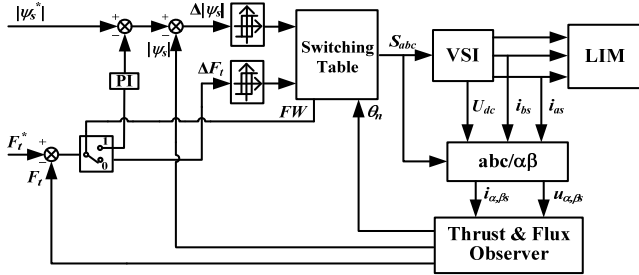 |ψs*|
+
−
+
−
|ψs|
Δ|ψs|
Switching
Table
Sabc
VSI
LIM
PI
ΔFt
FW
θn
Udc
ibs
ias
Ft*
+
−
Ft
1
0
abc/αβ
iα,βs
uα,βs
Thrust & Flux
Observer